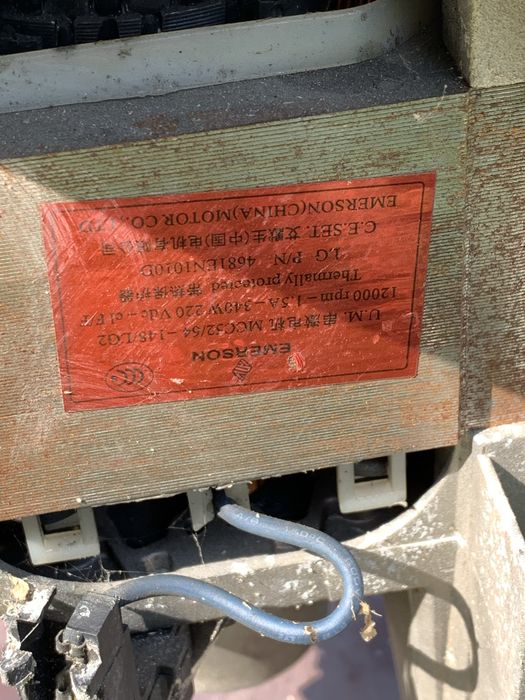 EMERSON
U.M. 串激电机 MCC52/54-148/LG2
12000 rpm-1.5A-340W 220 Vdc-cl F/F
Thermally protected 带热保护器
LG P/N 4681EN1010D
C.E.SET. 艾默生(中国)电机有限公司
EMERSON(CHINA)MOTOR CO.,LTD